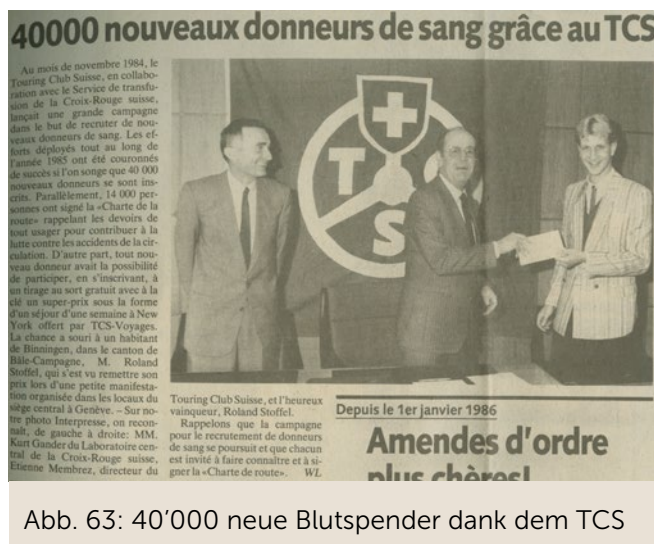 40000 nouveaux donneurs de sang grâce au TCS
Au mois de novembre 1984, le
Touring Club Suisse, en collabo-
ration avec le Service de transfu-
sion de la Croix-Rouge suisse,
lançait une grande campagne
dans le but de recruter de nou-
veaux donneurs de sang. Les ef-
forts déployés tout au long de
l'année 1985 ont été couronnés
de succès si l'on songe que 40 000
nouveaux donneurs se sont ins-
crits. Parallèlement, 14 000 per-
sonnes ont signé la «Charte de la
route» rappelant les devoirs de
tout usager pour contribuer à la
lutte contre les accidents de la cir-
culation. D'autre part, tout nou-
veau donneur avait la possibilité
de participer, en s'inscrivant, à
un tirage au sort gratuit avec à la
clé un super-prix sous la forme
d'un séjour d'une semaine à New
York offert par TCS-Voyages.
La chance a souri à un habitant
de Binningen, dans le canton de
Bâle-Campagne, M. Roland
Stoffel, qui s'est vu remettre son
prix lors d'une petite manifesta-
tion organisée dans les locaux du
siège central à Genève. – Sur no-
tre photo Interpresse, on recon-
naît, de gauche à droite: MM.
Kurt Gander du Laboratoire cen-
tral de la Croix-Rouge suisse,
Etienne Membrez, directeur du
T C
S
Touring Club Suisse, et l'heureux
vainqueur, Roland Stoffel.
Rappelons que la campagne
pour le recrutement de donneurs
de sang se poursuit et que chacun
est invité à faire connaître et à si-
gner la «Charte de route». WL
Depuis le 1er janvier 1986
Amendes d'ordre
plus chères!
Abb. 63: 40'000 neue Blutspender dank dem TCS